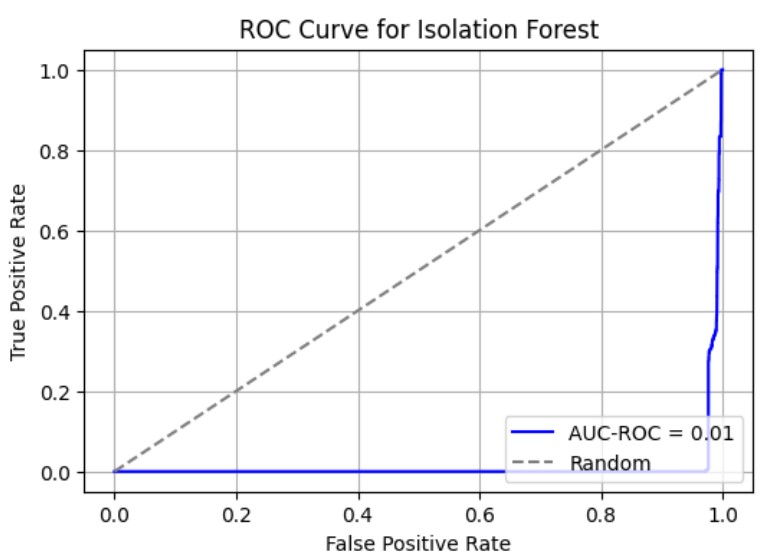 ROC Curve for Isolation Forest
1.0
0.8
0.6
0.4
0.2
0.0
True Positive Rate
AUC-ROC = 0.01
Random
0.0 0.2 0.4 0.6 0.8 1.0
False Positive Rate